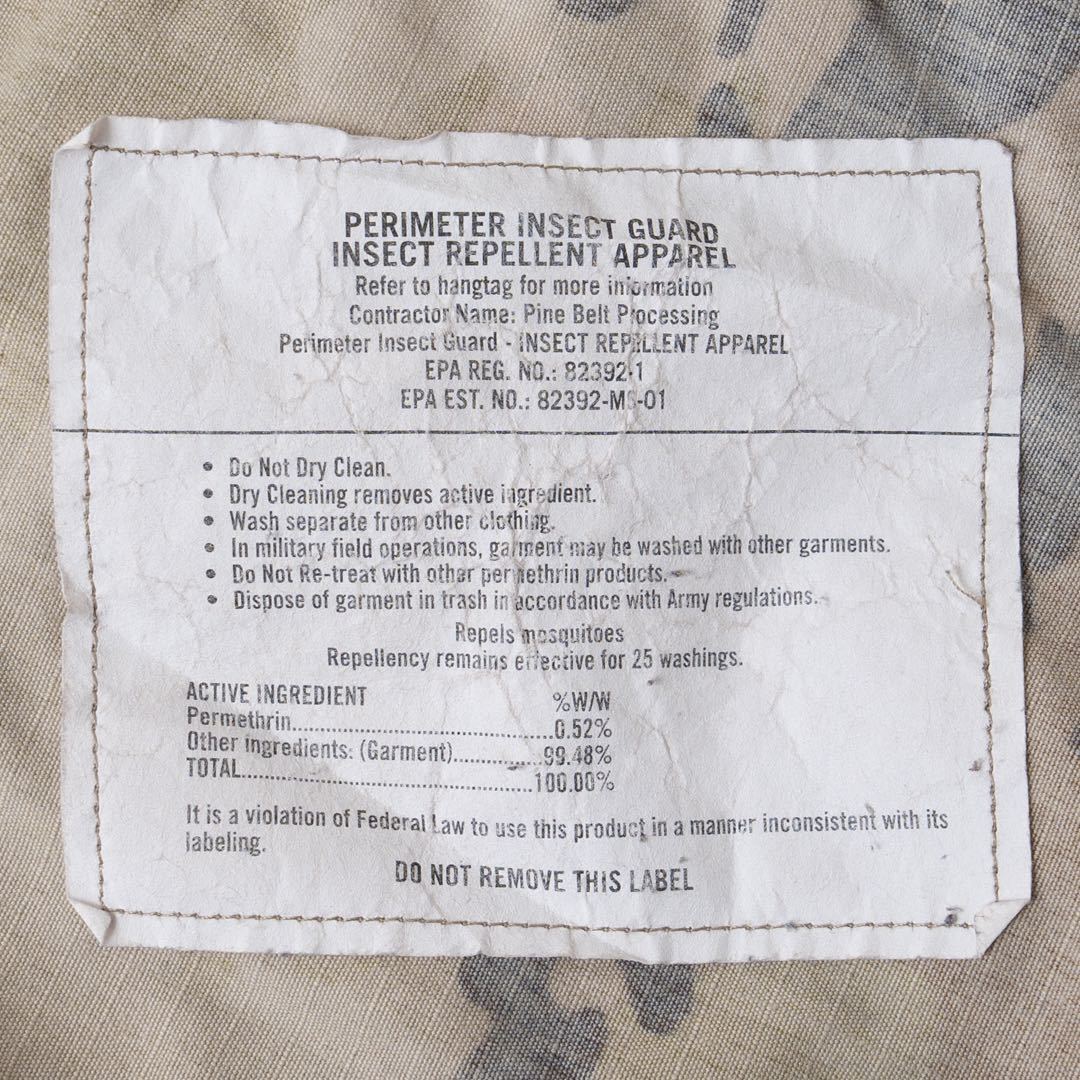 PERIMETER INSECT GUARD
INSECT REPELLENT APPAREL
Refer to hangtag for more information
Contractor Name: Pine Belt Processing
Perimeter Insect Guard - INSECT REPELLENT APPAREL
EPA REG. NO.: 82392-1
EPA EST. NO.: 82392-MS-01
• Do Not Dry Clean.
• Dry Cleaning removes active ingredient.
• Wash separate from other clothing.
• In military field operations, garment may be washed with other garments.
• Do Not Re-treat with other permethrin products.
• Dispose of garment in trash in accordance with Army regulations.
Repels mosquitoes
Repellency remains effective for 25 washings.
ACTIVE INGREDIENT %W/W
Permethrin..........................................0.52%
Other ingredients: (Garment)..............99.48%
TOTAL..............................................100.00%
It is a violation of Federal Law to use this product in a manner inconsistent with its
labeling.
DO NOT REMOVE THIS LABEL